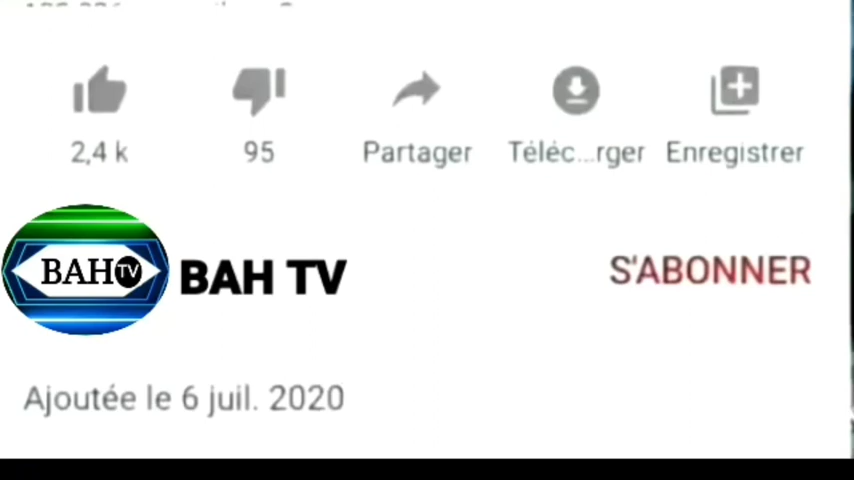 2,4 k 95 Partager Téléc...rger Enregistrer
BAH TV BAH TV S'ABONNER
Ajoutée le 6 juil. 2020